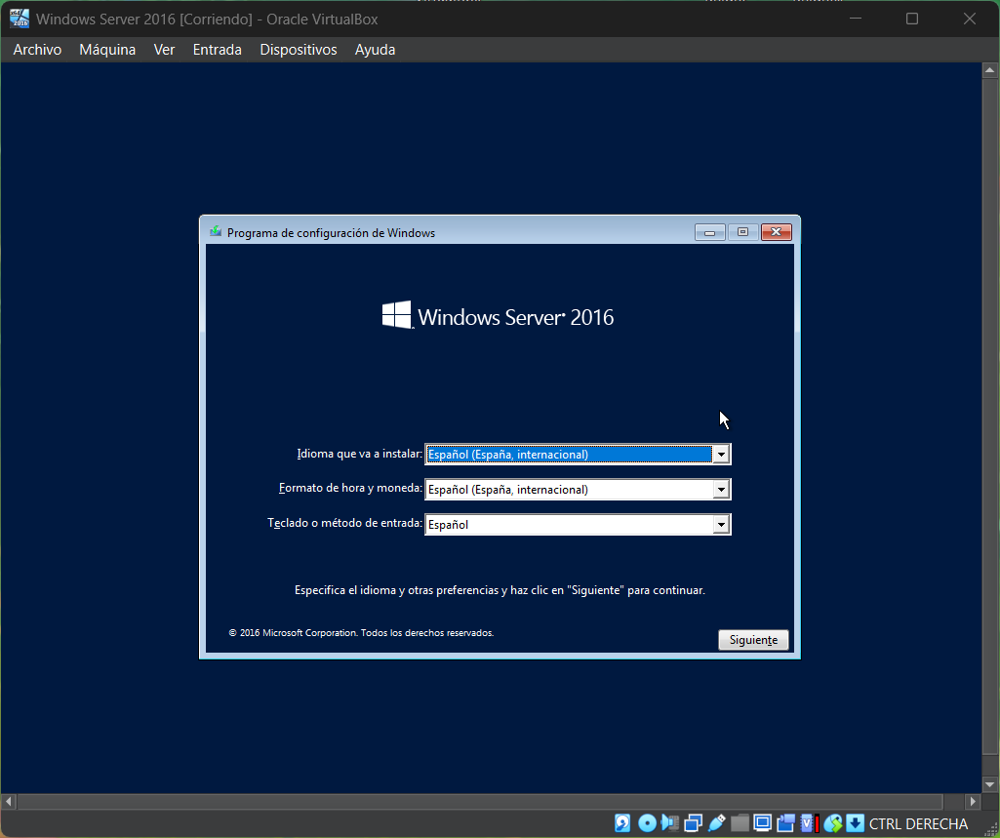 Windows Server 2016 [Corriendo] - Oracle VirtualBox
Archivo Máquina Ver Entrada Dispositivos Ayuda
Programa de configuración de Windows
Windows Server® 2016
Idioma que va a instalar: Español (España, internacional)
Formato de hora y moneda: Español (España, internacional)
Teclado o método de entrada: Español
Especifica el idioma y otras preferencias y haz clic en "Siguiente" para continuar.
© 2016 Microsoft Corporation. Todos los derechos reservados.
Siguiente
CTRL DERECHA